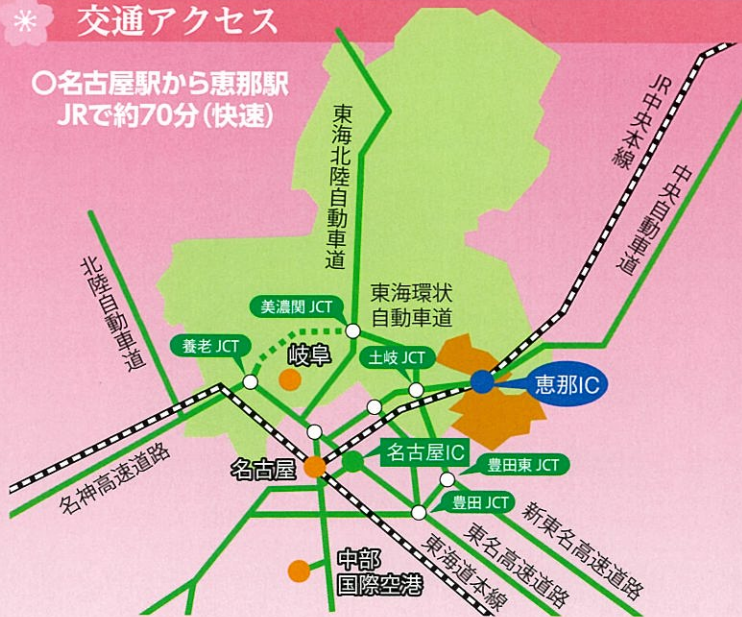 交通アクセス
〇名古屋駅から恵那駅
JRで約70分(快速)
東海北陸自動車道
JR中央本線
中央自動車道
北陸自動車道
美濃関 JCT
東海環状
自動車道
養老 JCT
岐阜
土岐 JCT
恵那IC
名古屋
名古屋IC
豊田東 JCT
名神高速道路
豊田 JCT
新東名高速道路
東名高速道路
東海道本線
中部
国際空港